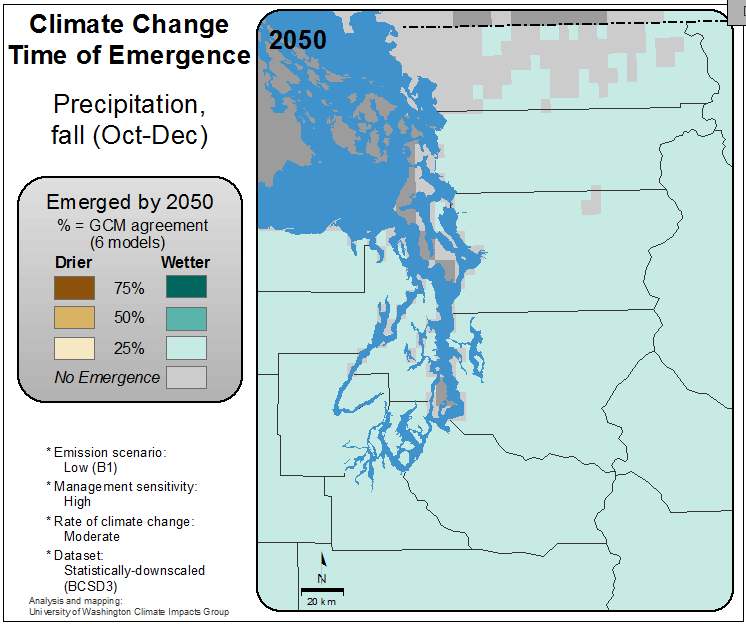 Climate Change
Time of Emergence
Precipitation,
fall (Oct-Dec)
Emerged by 2050
% = GCM agreement
(6 models)
Drier Wetter
75%
50%
25%
No Emergence
* Emission scenario:
Low (B1)
* Management sensitivity:
High
* Rate of climate change:
Moderate
* Dataset:
Statistically-downscaled
(BCSD3)
Analysis and mapping:
University of Washington Climate Impacts Group
2050
N
20 km